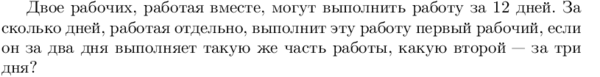 Двое рабочих, работая вместе, могут выполнить работу за 12 дней. За
сколько дней, работая отдельно, выполнит эту работу первый рабочий, если
он за два дня выполняет такую же часть работы, какую второй — за три
дня?